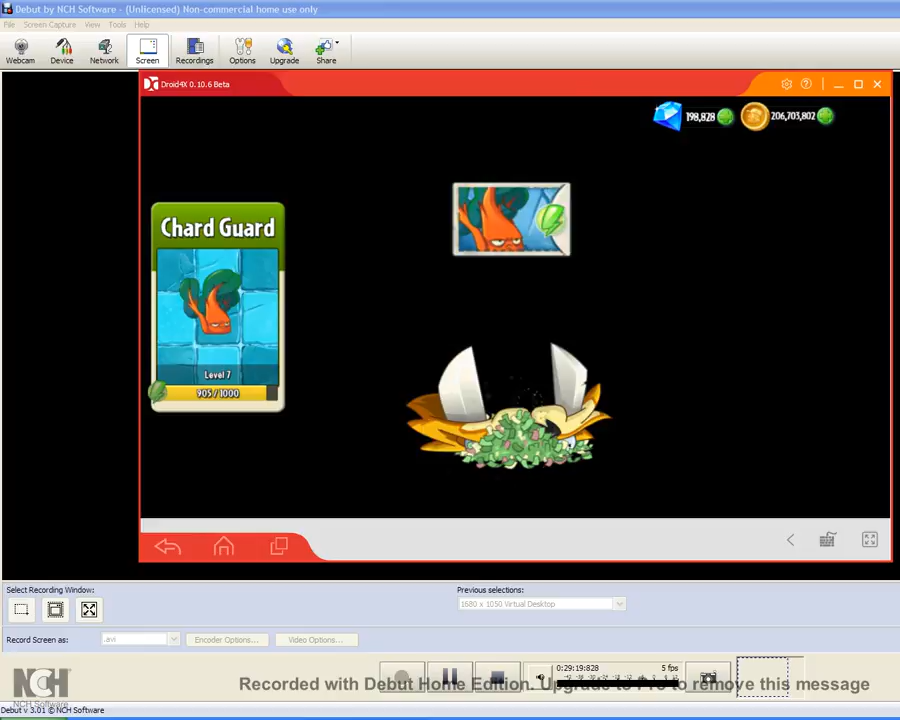 Debut by NCH Software - (Unlicensed) Non-commercial home use only
File Screen Capture View Tools Help
Webcam Device Network Screen Recordings Options Upgrade Share
Droid4X 0.10.6 Beta
198,828 206,703,802
Chard Guard
Level 7
905 / 1000
Select Recording Window:
Previous selections:
1680 x 1050 Virtual Desktop
Record Screen as: .avi Encoder Options... Video Options...
0:29:19:828 5 fps
NCH
NCH Software
Recorded with Debut Home Edition. Upgrade to Pro to remove this message
Debut v 3.01 © NCH Software